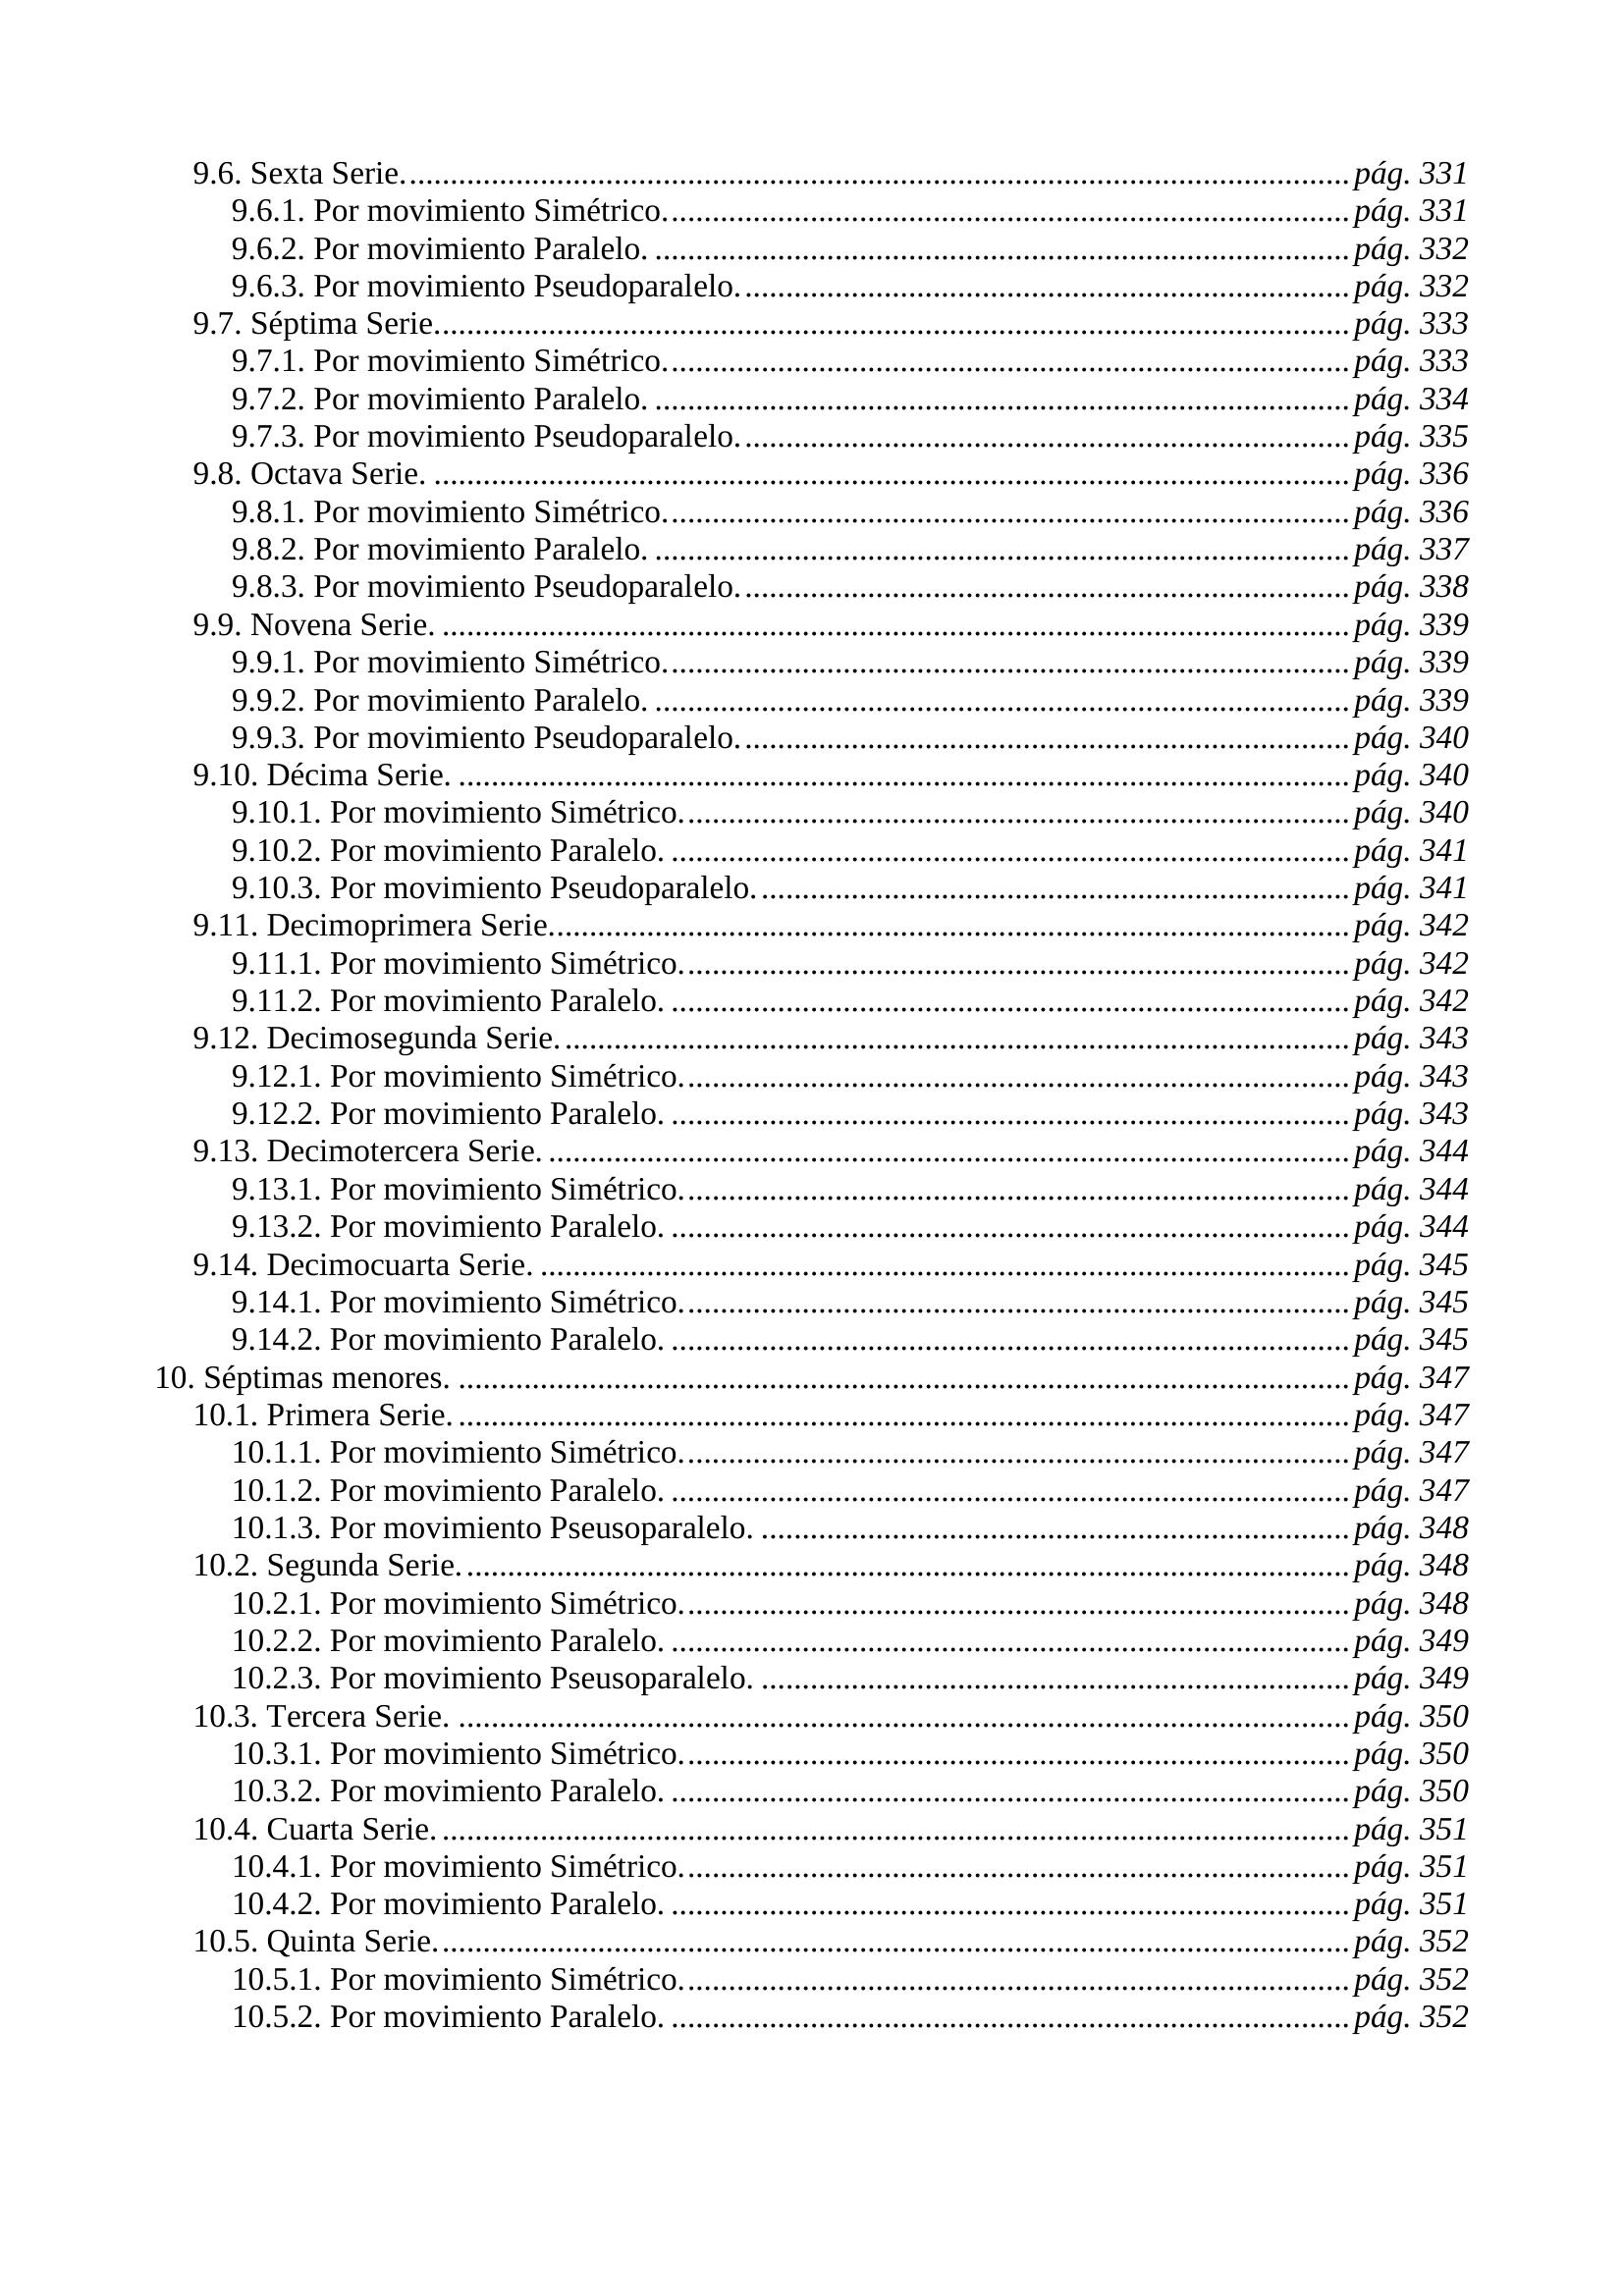 9.6. Sexta Serie. pág. 331
9.6.1. Por movimiento Simétrico. pág. 331
9.6.2. Por movimiento Paralelo. pág. 332
9.6.3. Por movimiento Pseudoparalelo. pág. 332
9.7. Séptima Serie. pág. 333
9.7.1. Por movimiento Simétrico. pág. 333
9.7.2. Por movimiento Paralelo. pág. 334
9.7.3. Por movimiento Pseudoparalelo. pág. 335
9.8. Octava Serie. pág. 336
9.8.1. Por movimiento Simétrico. pág. 336
9.8.2. Por movimiento Paralelo. pág. 337
9.8.3. Por movimiento Pseudoparalelo. pág. 338
9.9. Novena Serie. pág. 339
9.9.1. Por movimiento Simétrico. pág. 339
9.9.2. Por movimiento Paralelo. pág. 339
9.9.3. Por movimiento Pseudoparalelo. pág. 340
9.10. Décima Serie. pág. 340
9.10.1. Por movimiento Simétrico. pág. 340
9.10.2. Por movimiento Paralelo. pág. 341
9.10.3. Por movimiento Pseudoparalelo. pág. 341
9.11. Decimoprimera Serie. pág. 342
9.11.1. Por movimiento Simétrico. pág. 342
9.11.2. Por movimiento Paralelo. pág. 342
9.12. Decimosegunda Serie. pág. 343
9.12.1. Por movimiento Simétrico. pág. 343
9.12.2. Por movimiento Paralelo. pág. 343
9.13. Decimotercera Serie. pág. 344
9.13.1. Por movimiento Simétrico. pág. 344
9.13.2. Por movimiento Paralelo. pág. 344
9.14. Decimocuarta Serie. pág. 345
9.14.1. Por movimiento Simétrico. pág. 345
9.14.2. Por movimiento Paralelo. pág. 345
10. Séptimas menores. pág. 347
10.1. Primera Serie. pág. 347
10.1.1. Por movimiento Simétrico. pág. 347
10.1.2. Por movimiento Paralelo. pág. 347
10.1.3. Por movimiento Pseusoparalelo. pág. 348
10.2. Segunda Serie. pág. 348
10.2.1. Por movimiento Simétrico. pág. 348
10.2.2. Por movimiento Paralelo. pág. 349
10.2.3. Por movimiento Pseusoparalelo. pág. 349
10.3. Tercera Serie. pág. 350
10.3.1. Por movimiento Simétrico. pág. 350
10.3.2. Por movimiento Paralelo. pág. 350
10.4. Cuarta Serie. pág. 351
10.4.1. Por movimiento Simétrico. pág. 351
10.4.2. Por movimiento Paralelo. pág. 351
10.5. Quinta Serie. pág. 352
10.5.1. Por movimiento Simétrico. pág. 352
10.5.2. Por movimiento Paralelo. pág. 352